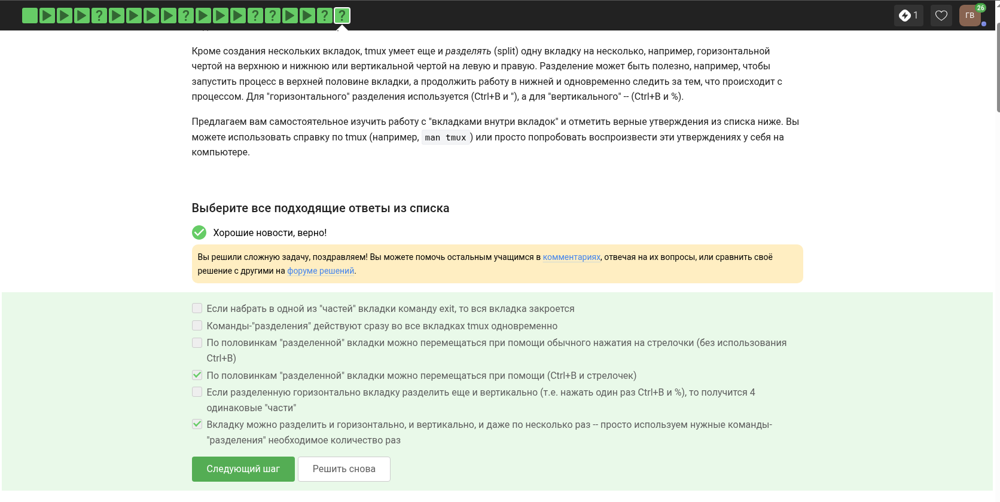 1
ГВ
26
Кроме создания нескольких вкладок, tmux умеет еще и разделять (split) одну вкладку на несколько, например, горизонтальной
чертой на верхнюю и нижнюю или вертикальной чертой на левую и правую. Разделение может быть полезно, например, чтобы
запустить процесс в верхней половине вкладки, а продолжить работу в нижней и одновременно следить за тем, что происходит с
процессом. Для "горизонтального" разделения используется (Ctrl+B и "), а для "вертикального" -- (Ctrl+B и %).
Предлагаем вам самостоятельное изучить работу с "вкладками внутри вкладок" и отметить верные утверждения из списка ниже. Вы
можете использовать справку по tmux (например, man tmux) или просто попробовать воспроизвести эти утверждениях у себя на
компьютере.
Выберите все подходящие ответы из списка
Хорошие новости, верно!
Вы решили сложную задачу, поздравляем! Вы можете помочь остальным учащимся в комментариях, отвечая на их вопросы, или сравнить своё
решение с другими на форуме решений.
Если набрать в одной из "частей" вкладки команду exit, то вся вкладка закроется
Команды-"разделения" действуют сразу во все вкладках tmux одновременно
По половинкам "разделенной" вкладки можно перемещаться при помощи обычного нажатия на стрелочки (без использования
Ctrl+B)
По половинкам "разделенной" вкладки можно перемещаться при помощи (Ctrl+B и стрелочек)
Если разделенную горизонтально вкладку разделить еще и вертикально (т.е. нажать один раз Ctrl+B и %), то получится 4
одинаковые "части"
Вкладку можно разделить и горизонтально, и вертикально, и даже по несколько раз -- просто используем нужные команды-
"разделения" необходимое количество раз
Следующий шаг
Решить снова